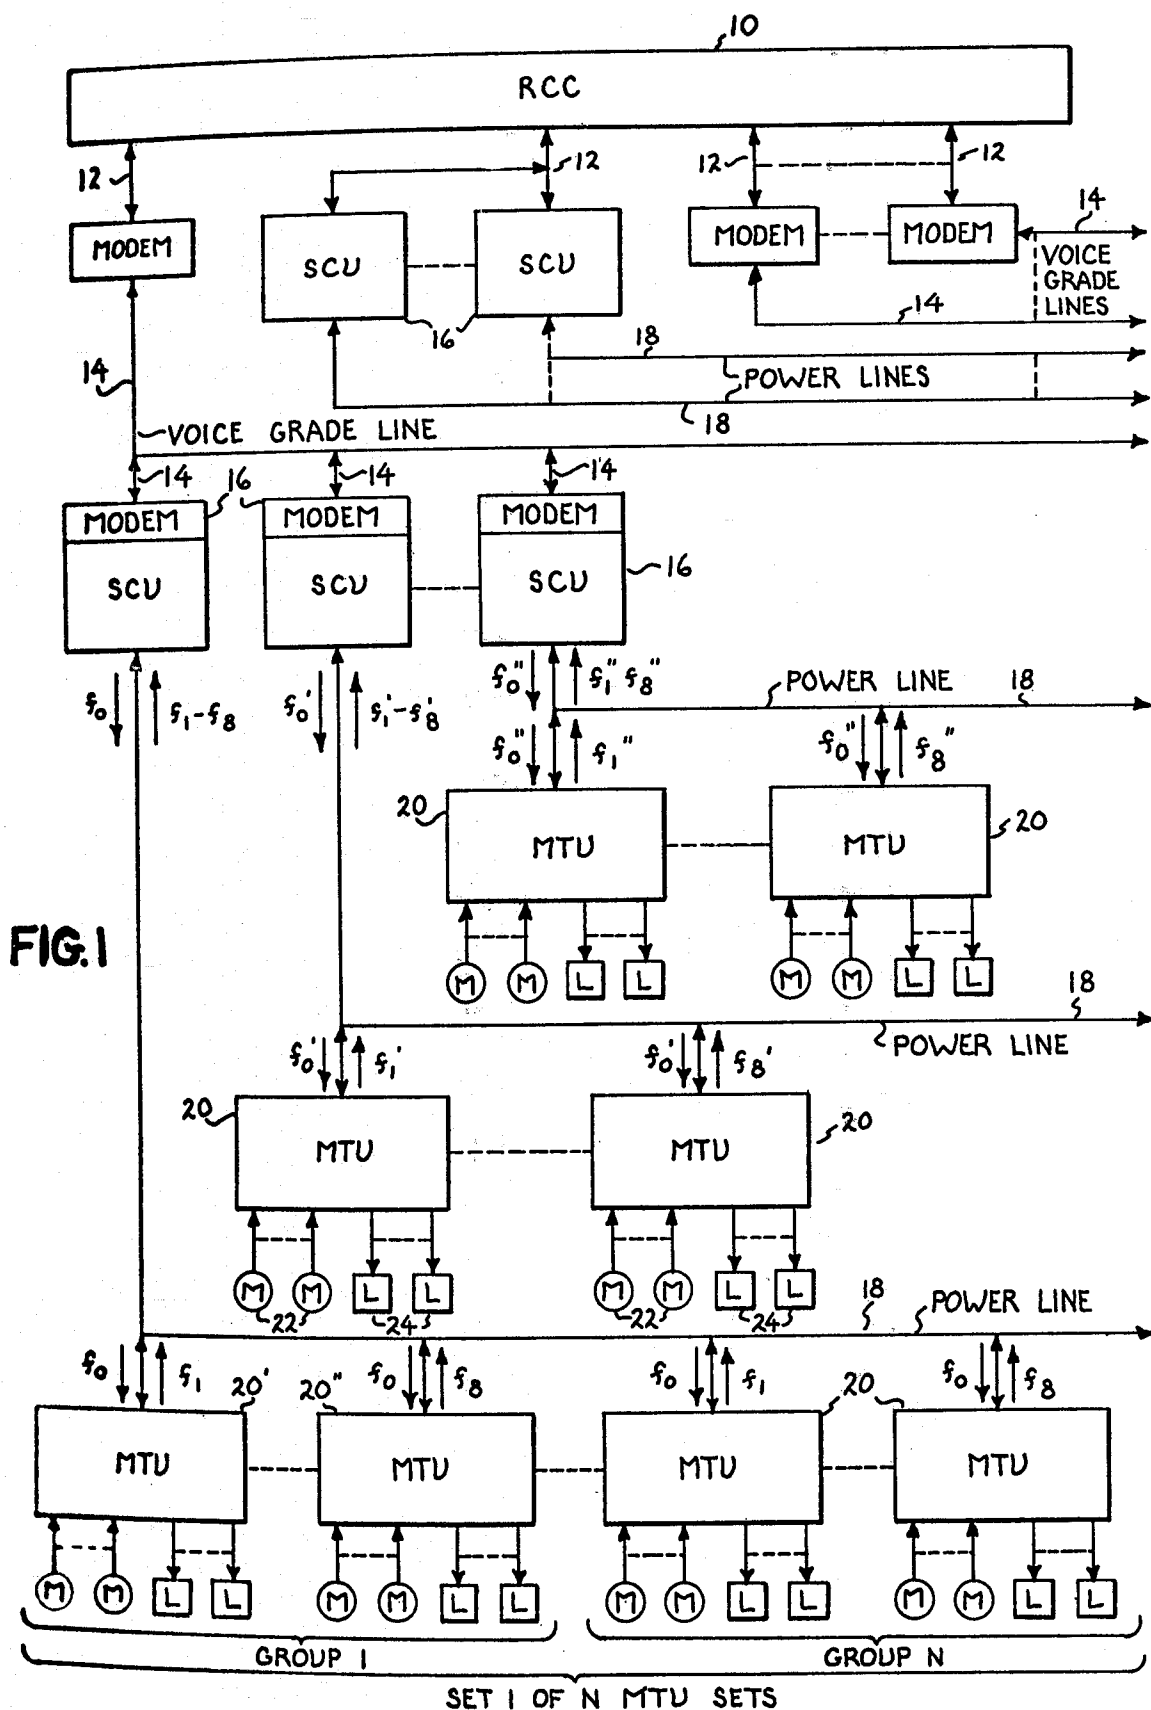 10
RCC
12 12 12 12
MODEM SCU SCU MODEM MODEM 14
VOICE
GRADE
LINES
16 14
18
14 POWER LINES
18
VOICE GRADE LINE
14 16 14 14
MODEM MODEM MODEM
SCU SCU SCU 16
f₀ f₁-f₈ f₀' f₁'-f₈' f₀" f₁" f₈" POWER LINE 18
f₀" f₁" f₀" f₈"
20 MTU MTU 20
FIG.1
M M L L M M L L
18
POWER LINE
f₀' f₁' f₀' f₈'
20 MTU MTU 20
M M L L M M L L
22 24 22 24
18 POWER LINE
f₀ f₁ f₀ f₈ f₀ f₁ f₀ f₈
20' 20" 20
MTU MTU MTU MTU
M M L L M M L L M M L L M M L L
GROUP 1 GROUP N
SET 1 OF N MTU SETS